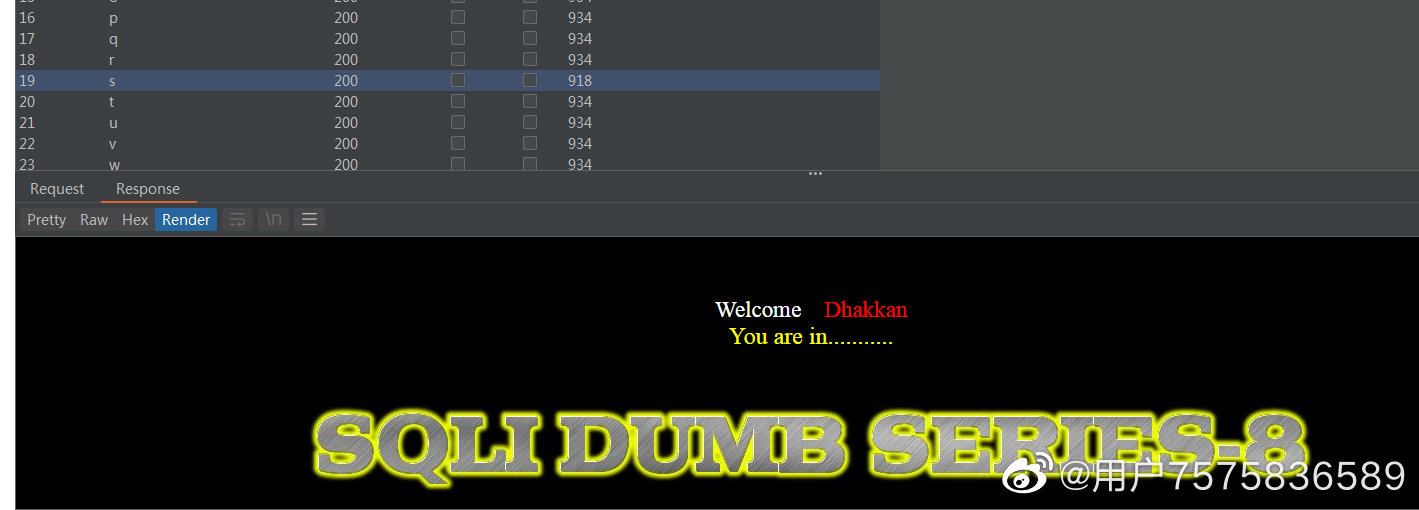 16 p 200 934
17 q 200 934
18 r 200 934
19 s 200 918
20 t 200 934
21 u 200 934
22 v 200 934
23 w 200 934
Request Response
Pretty Raw Hex Render \n
Welcome Dhakkan
You are in...........
SQLI DUMB SERIES-8
@用户7575836589